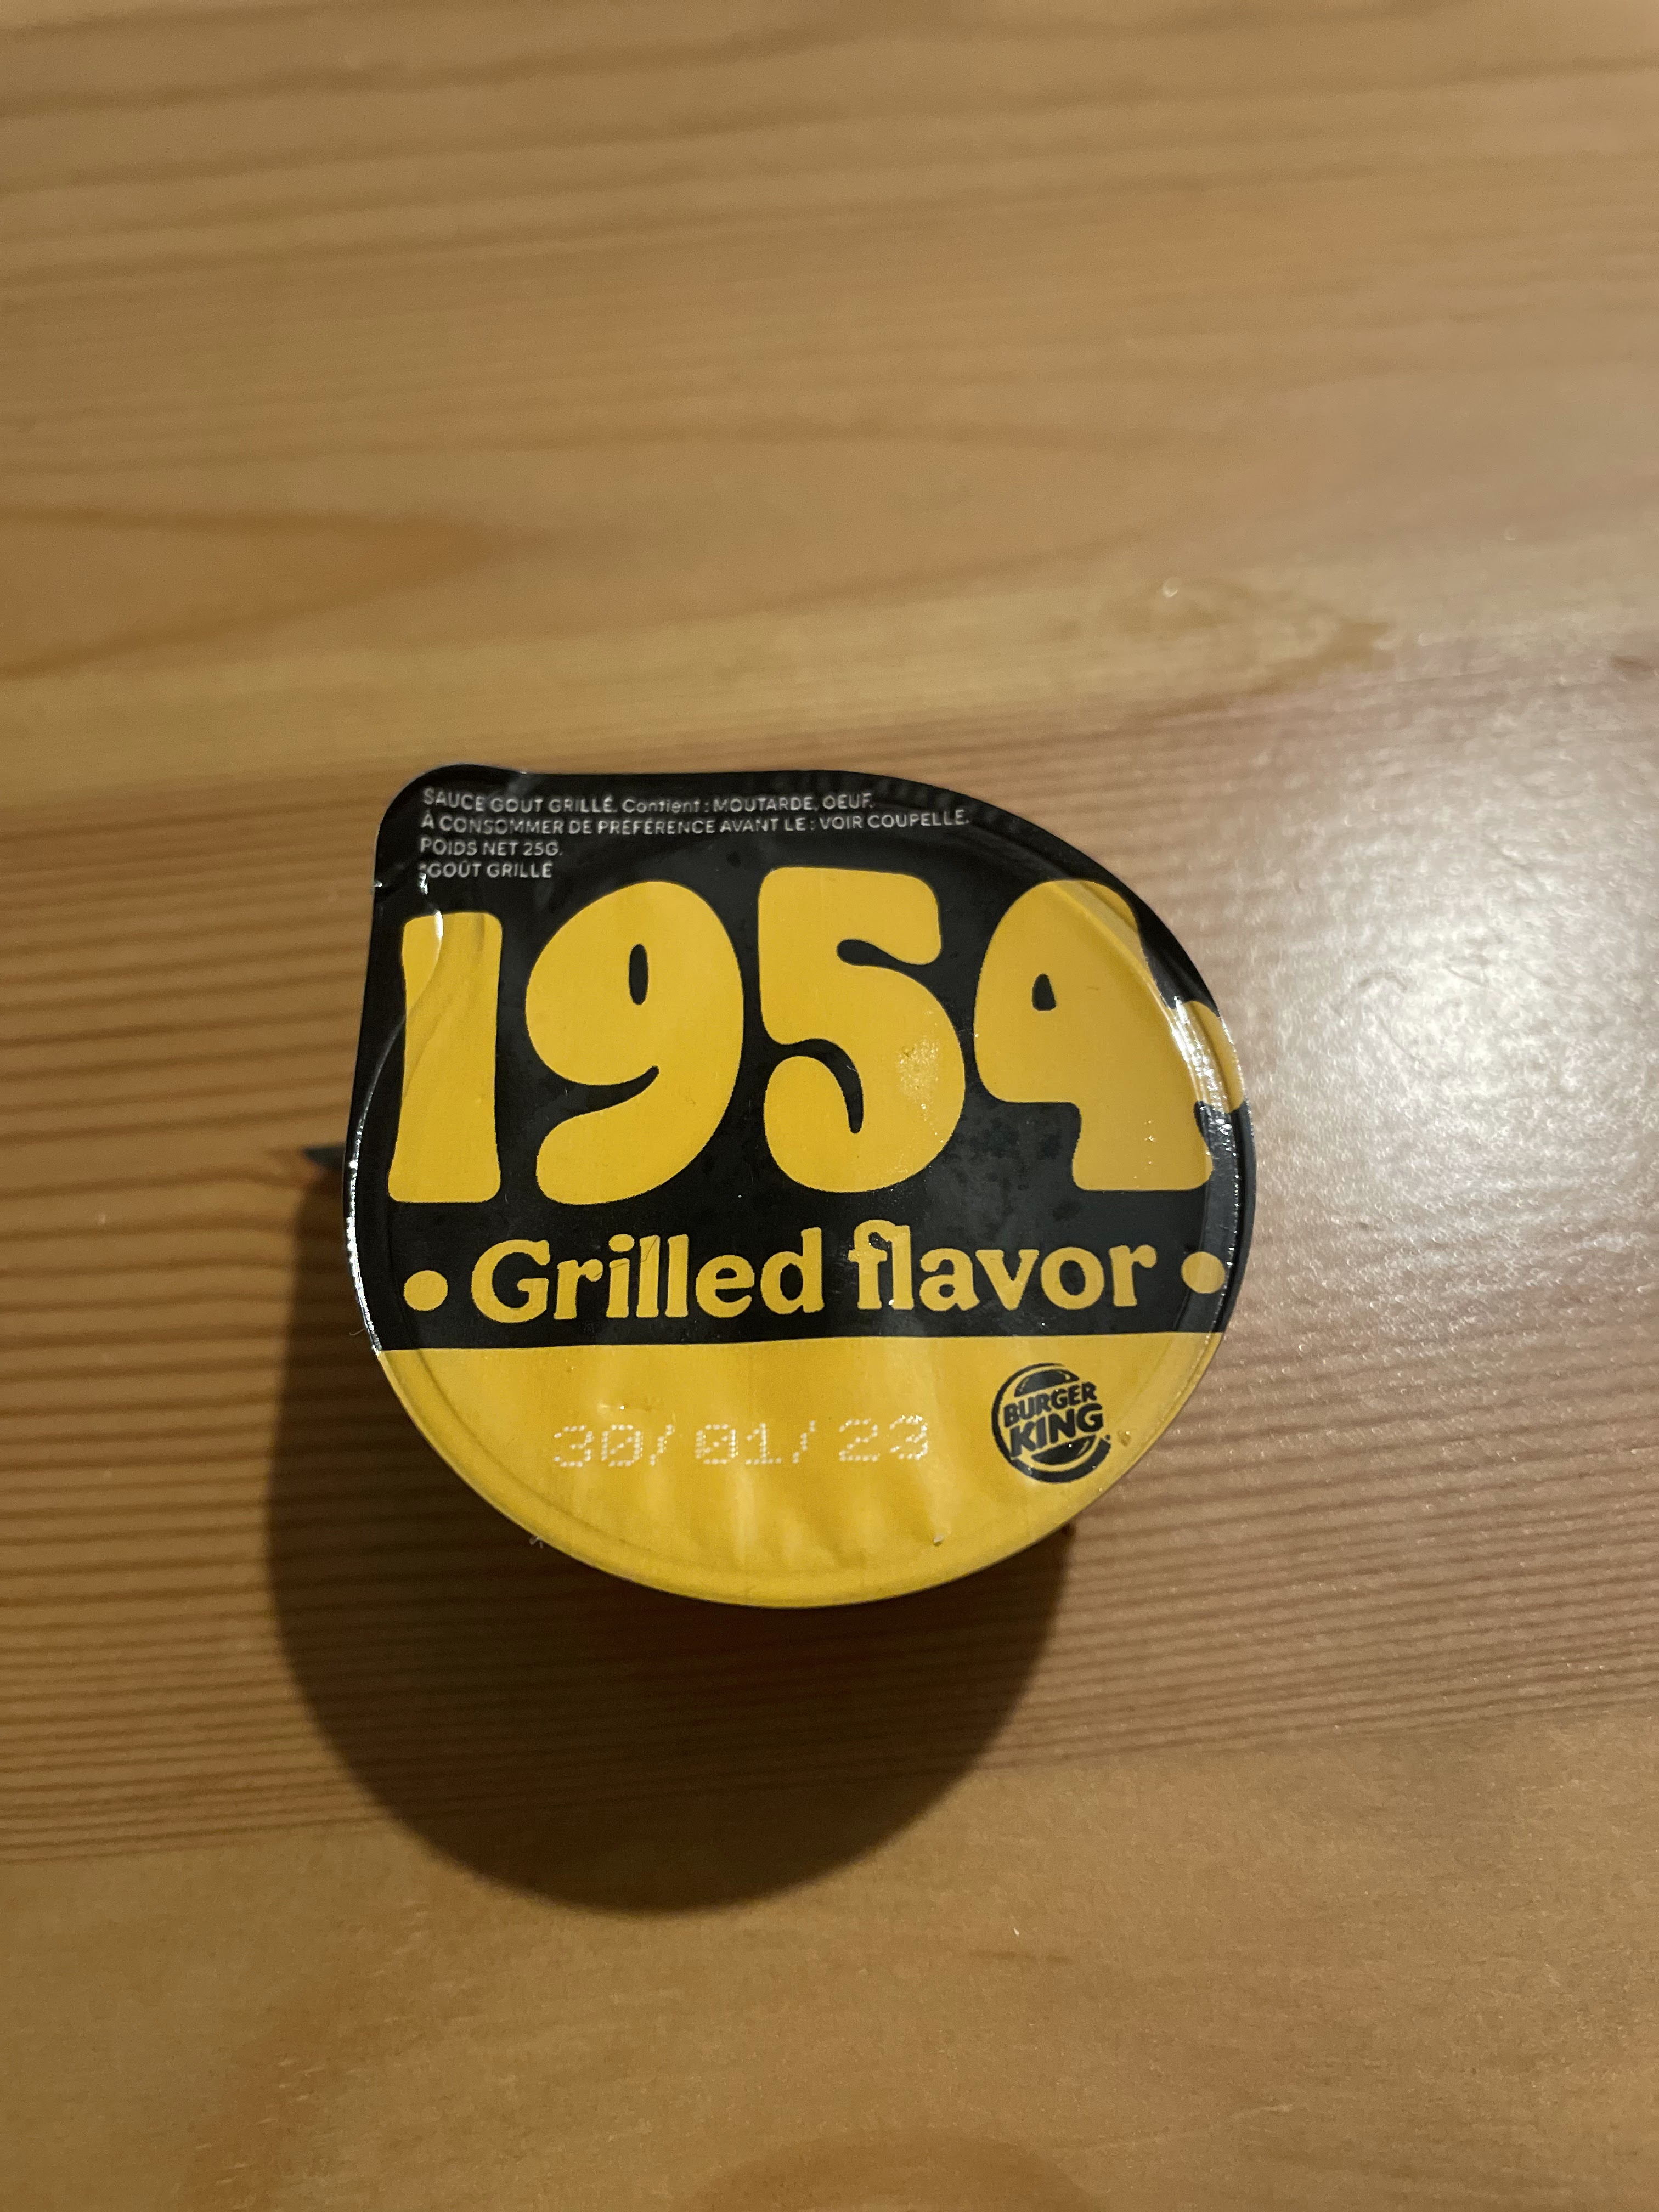 SAUCE GOUT GRILLÉ. Contient : MOUTARDE, OEUF.
À CONSOMMER DE PRÉFÉRENCE AVANT LE : VOIR COUPELLE.
POIDS NET 25G.
*GOÛT GRILLÉ
1954
• Grilled flavor •
30/01/23
BURGER
KING